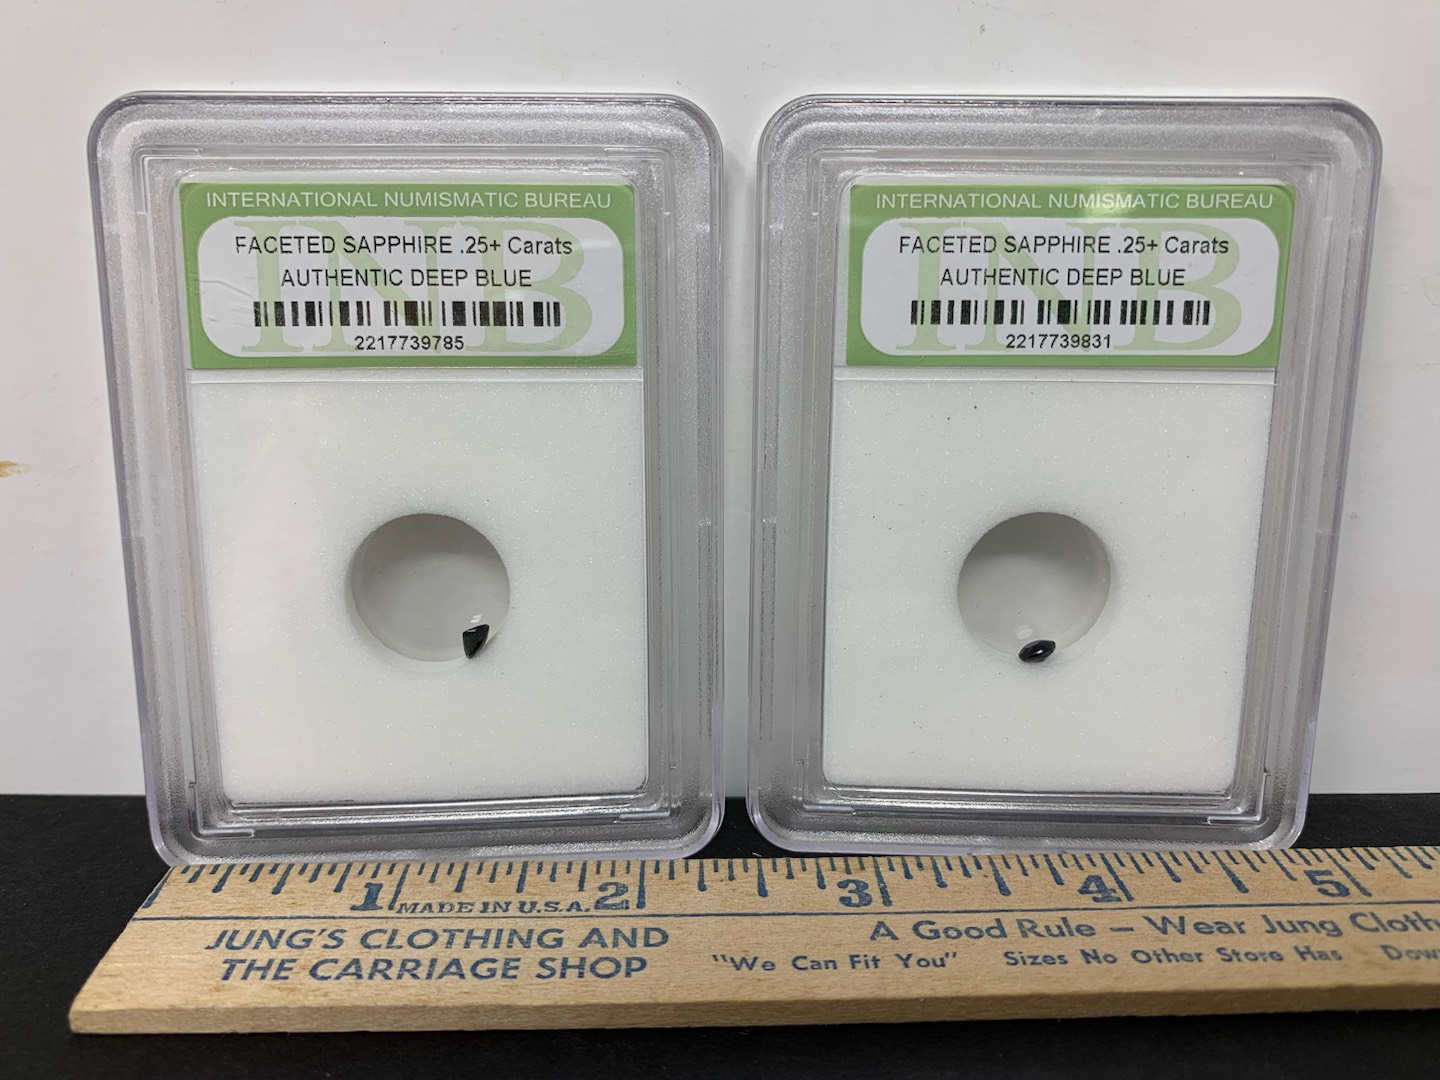 INTERNATIONAL NUMISMATIC BUREAU
INB
FACETED SAPPHIRE .25+ Carats
AUTHENTIC DEEP BLUE
2217739785
INTERNATIONAL NUMISMATIC BUREAU
INB
FACETED SAPPHIRE .25+ Carats
AUTHENTIC DEEP BLUE
2217739831
1 2 3 4 5
MADE IN U.S.A.
JUNG'S CLOTHING AND
THE CARRIAGE SHOP
A Good Rule – Wear Jung Cloth
"We Can Fit You" Sizes No Other Store Has Dow